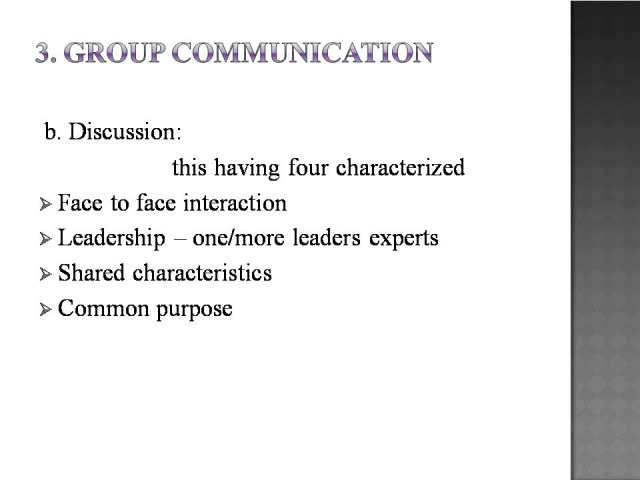 3. GROUP COMMUNICATION
b. Discussion:
this having four characterized
➢ Face to face interaction
➢ Leadership – one/more leaders experts
➢ Shared characteristics
➢ Common purpose